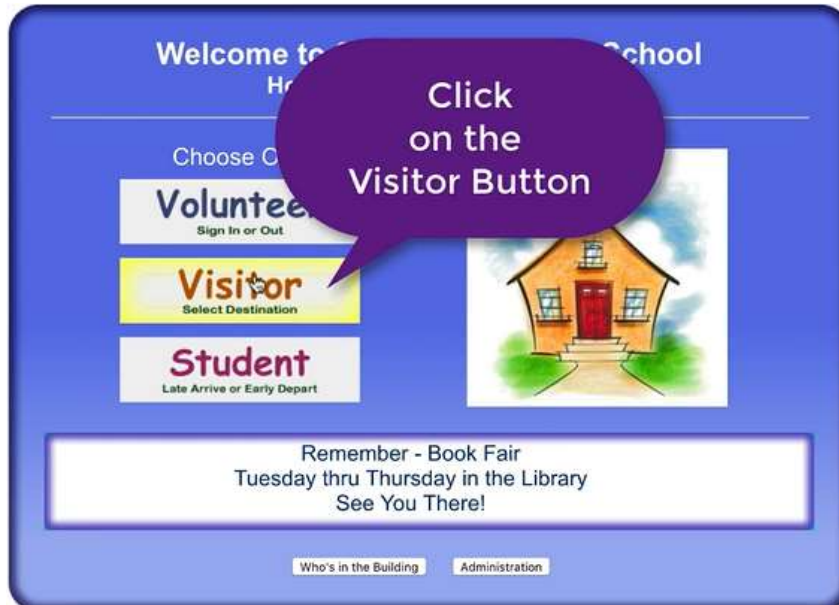 Welcome to
School
Click
on the
Visitor Button
Choose
Volunteer
Sign In or Out
Visitor
Select Destination
Student
Late Arrive or Early Depart
Remember - Book Fair
Tuesday thru Thursday in the Library
See You There!
Who's in the Building
Administration